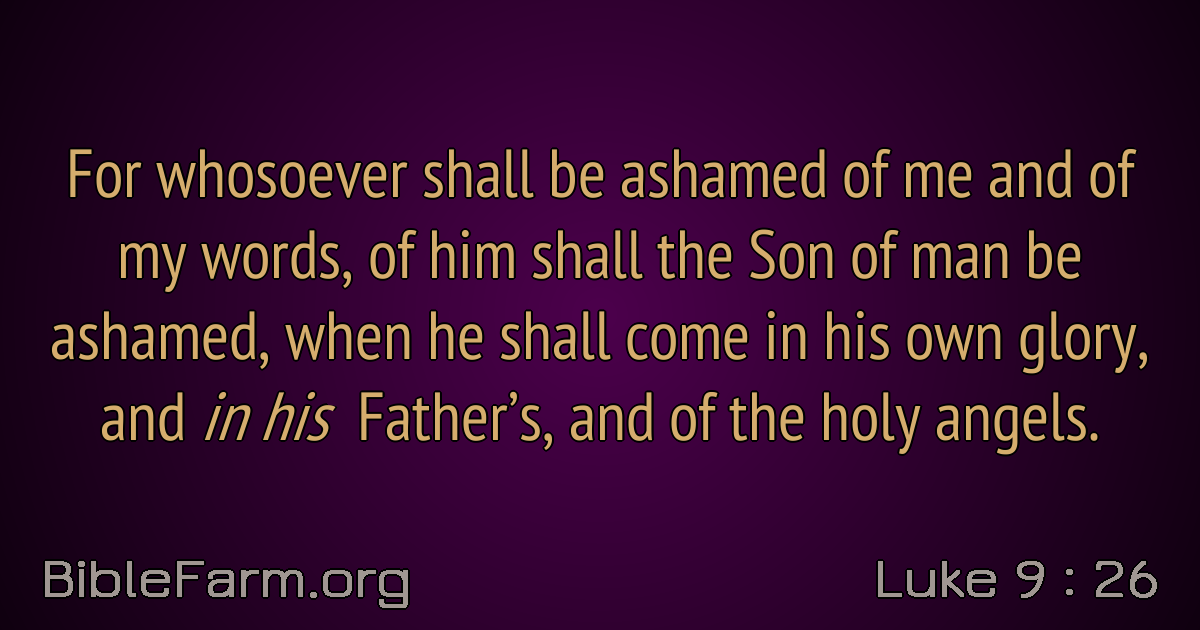 For whosoever shall be ashamed of me and of
my words, of him shall the Son of man be
ashamed, when he shall come in his own glory,
and in his Father’s, and of the holy angels.
BibleFarm.org
Luke 9 : 26